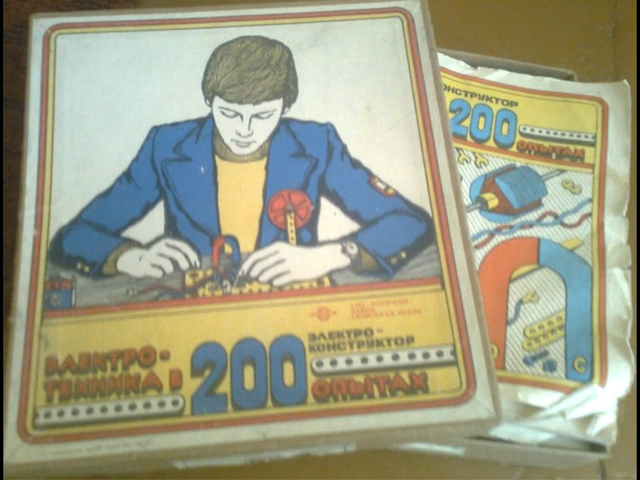 ЭЛЕКТРО-
ТЕХНИКА В
200
ЭЛЕКТРО-
КОНСТРУКТОР
ОПЫТАХ
КОНСТРУКТОР
200
ОПЫТАХ
С